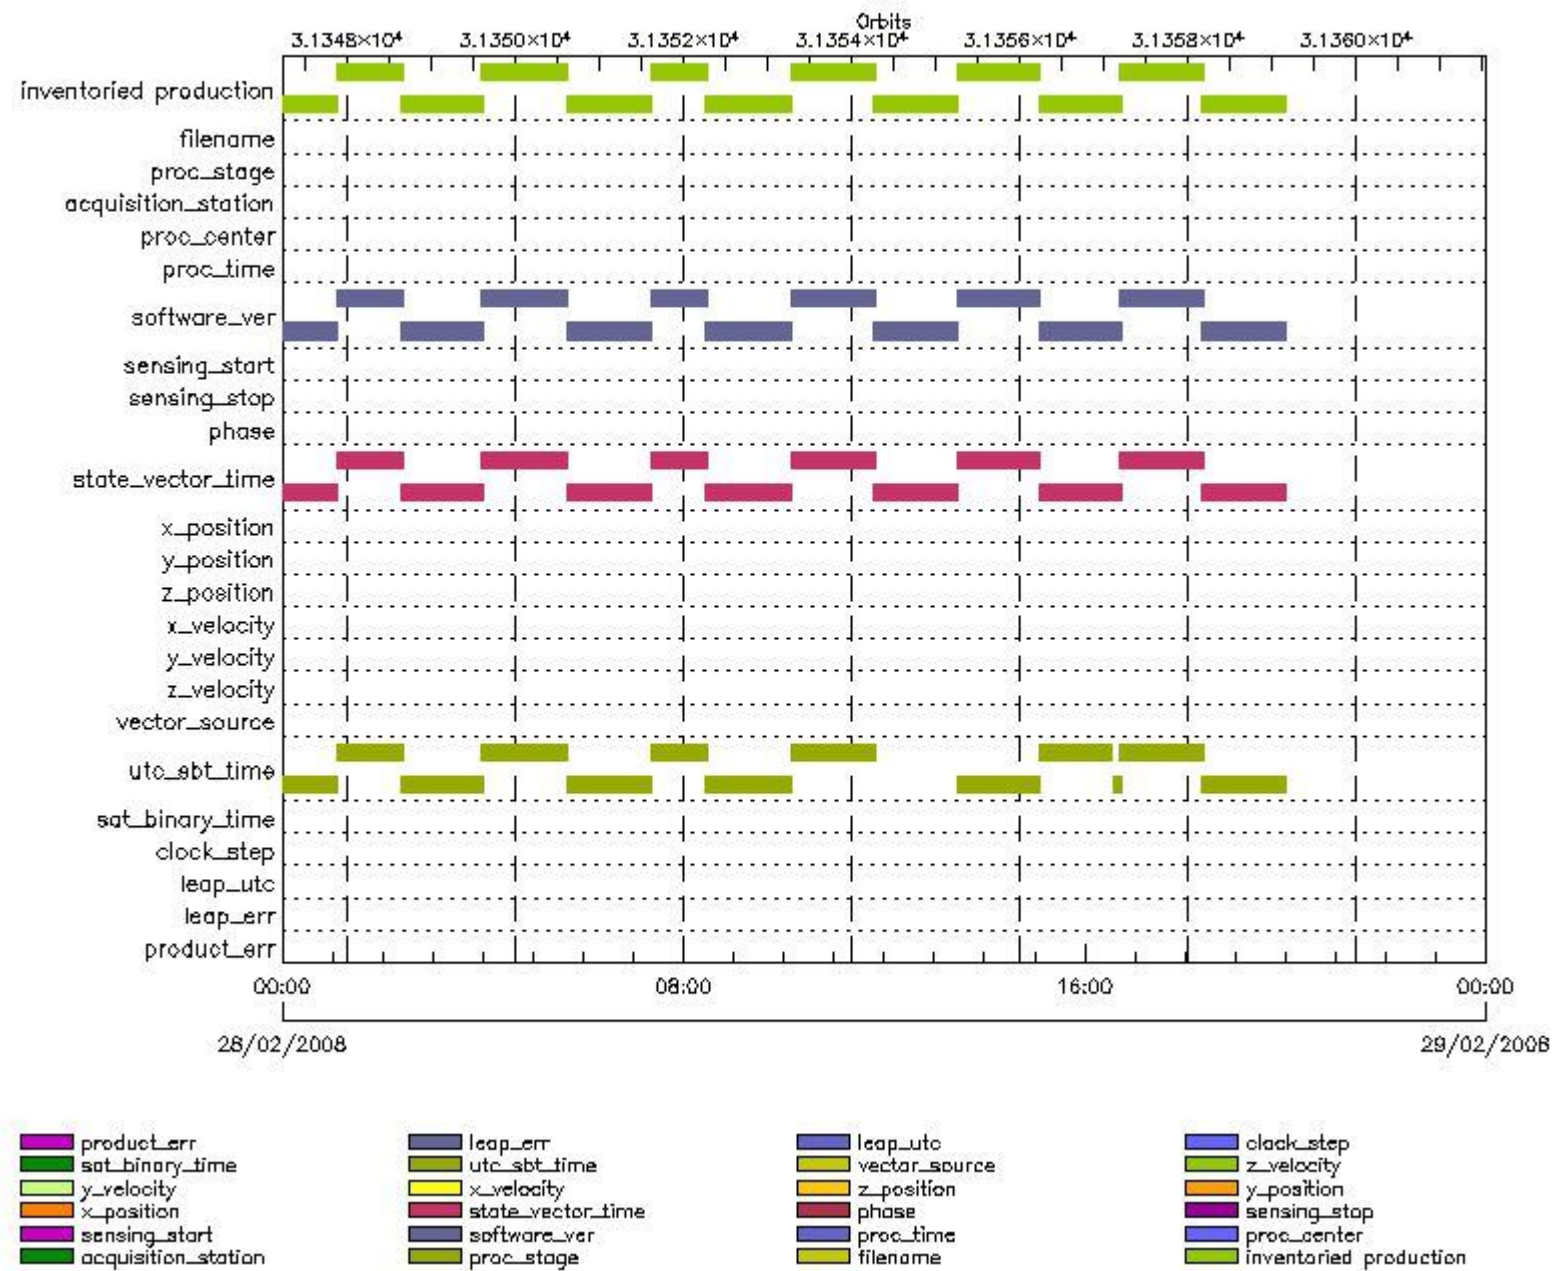 Orbits
3.1348×10⁴ 3.1350×10⁴ 3.1352×10⁴ 3.1354×10⁴ 3.1356×10⁴ 3.1358×10⁴ 3.1360×10⁴
inventoried production
filename
proc_stage
acquisition_station
proc_center
proc_time
software_ver
sensing_start
sensing_stop
phase
state_vector_time
x_position
y_position
z_position
x_velocity
y_velocity
z_velocity
vector_source
utc_sbt_time
sat_binary_time
clock_step
leap_utc
leap_err
product_err
00:00 08:00 16:00 00:00
28/02/2008 29/02/2008
product_err leap_err leap_utc clock_step
sat_binary_time utc_sbt_time vector_source z_velocity
y_velocity x_velocity z_position y_position
x_position state_vector_time phase sensing_stop
sensing_start software_ver proc_time proc_center
acquisition_station proc_stage filename inventoried production